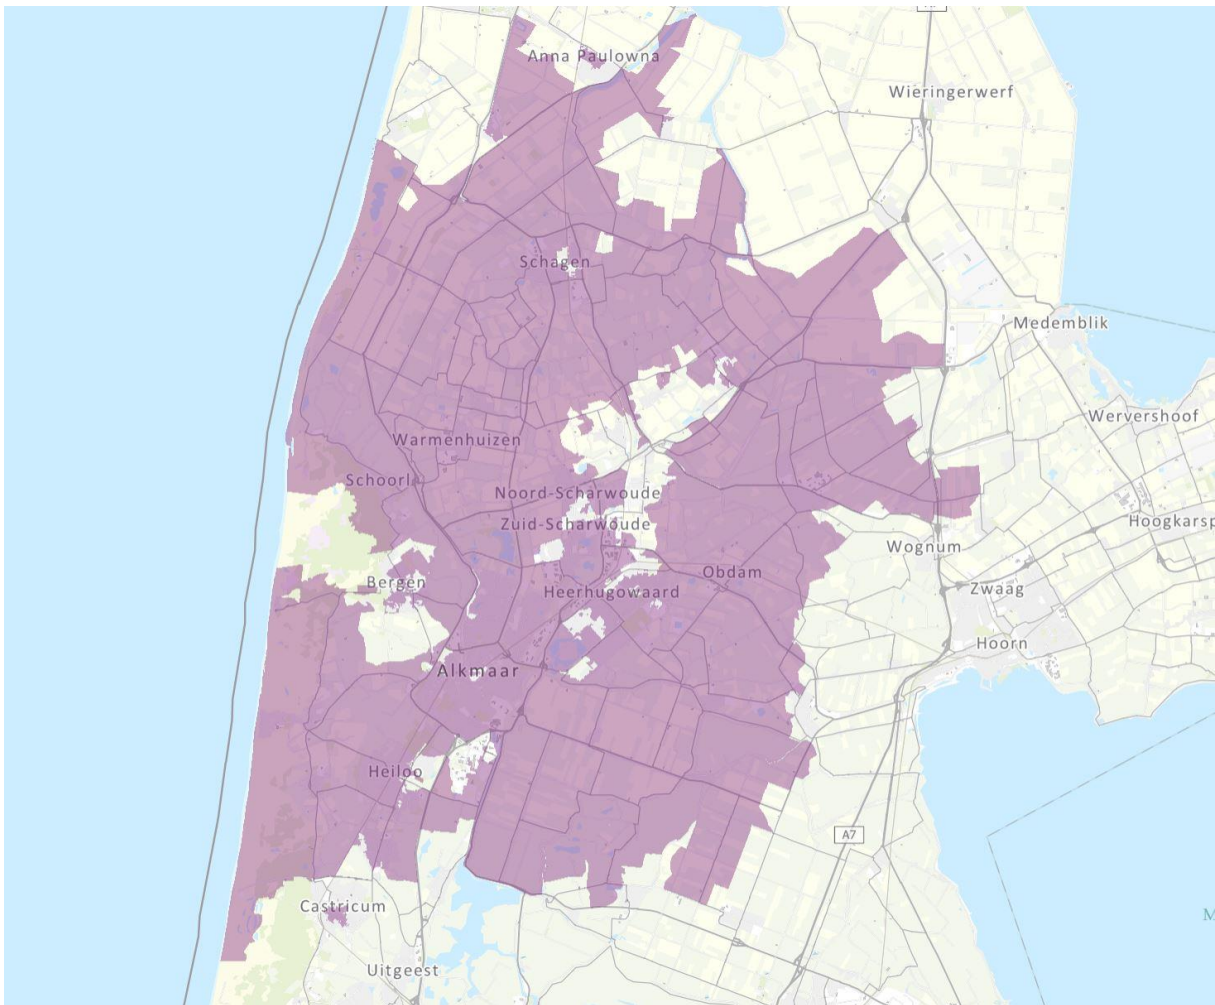 Anna Paulowna
Wieringerwerf
Schagen
Medemblik
Wervershoof
Warmenhuizen
Schoorl
Noord-Scharwoude
Zuid-Scharwoude
Hoogkarsp
Wognum
Obdam
Bergen
Zwaag
Heerhugowaard
Hoorn
Alkmaar
Heiloo
A7
Castricum
M
Uitgeest